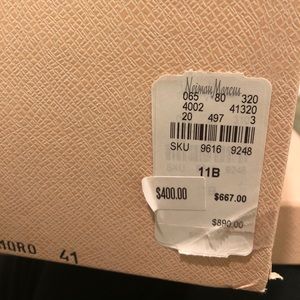 Neiman Marcus
065 80 320
4002 41320
20 497 3
SKU 9616 9248
11B
$400.00
$667.00
$890.00
MORO 41